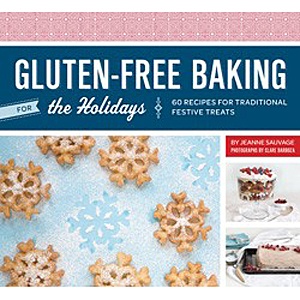 GLUTEN-FREE BAKING
FOR the Holidays
60 RECIPES FOR TRADITIONAL
FESTIVE TREATS
BY JEANNE SAUVAGE
PHOTOGRAPHS BY CLARE BARBOZA